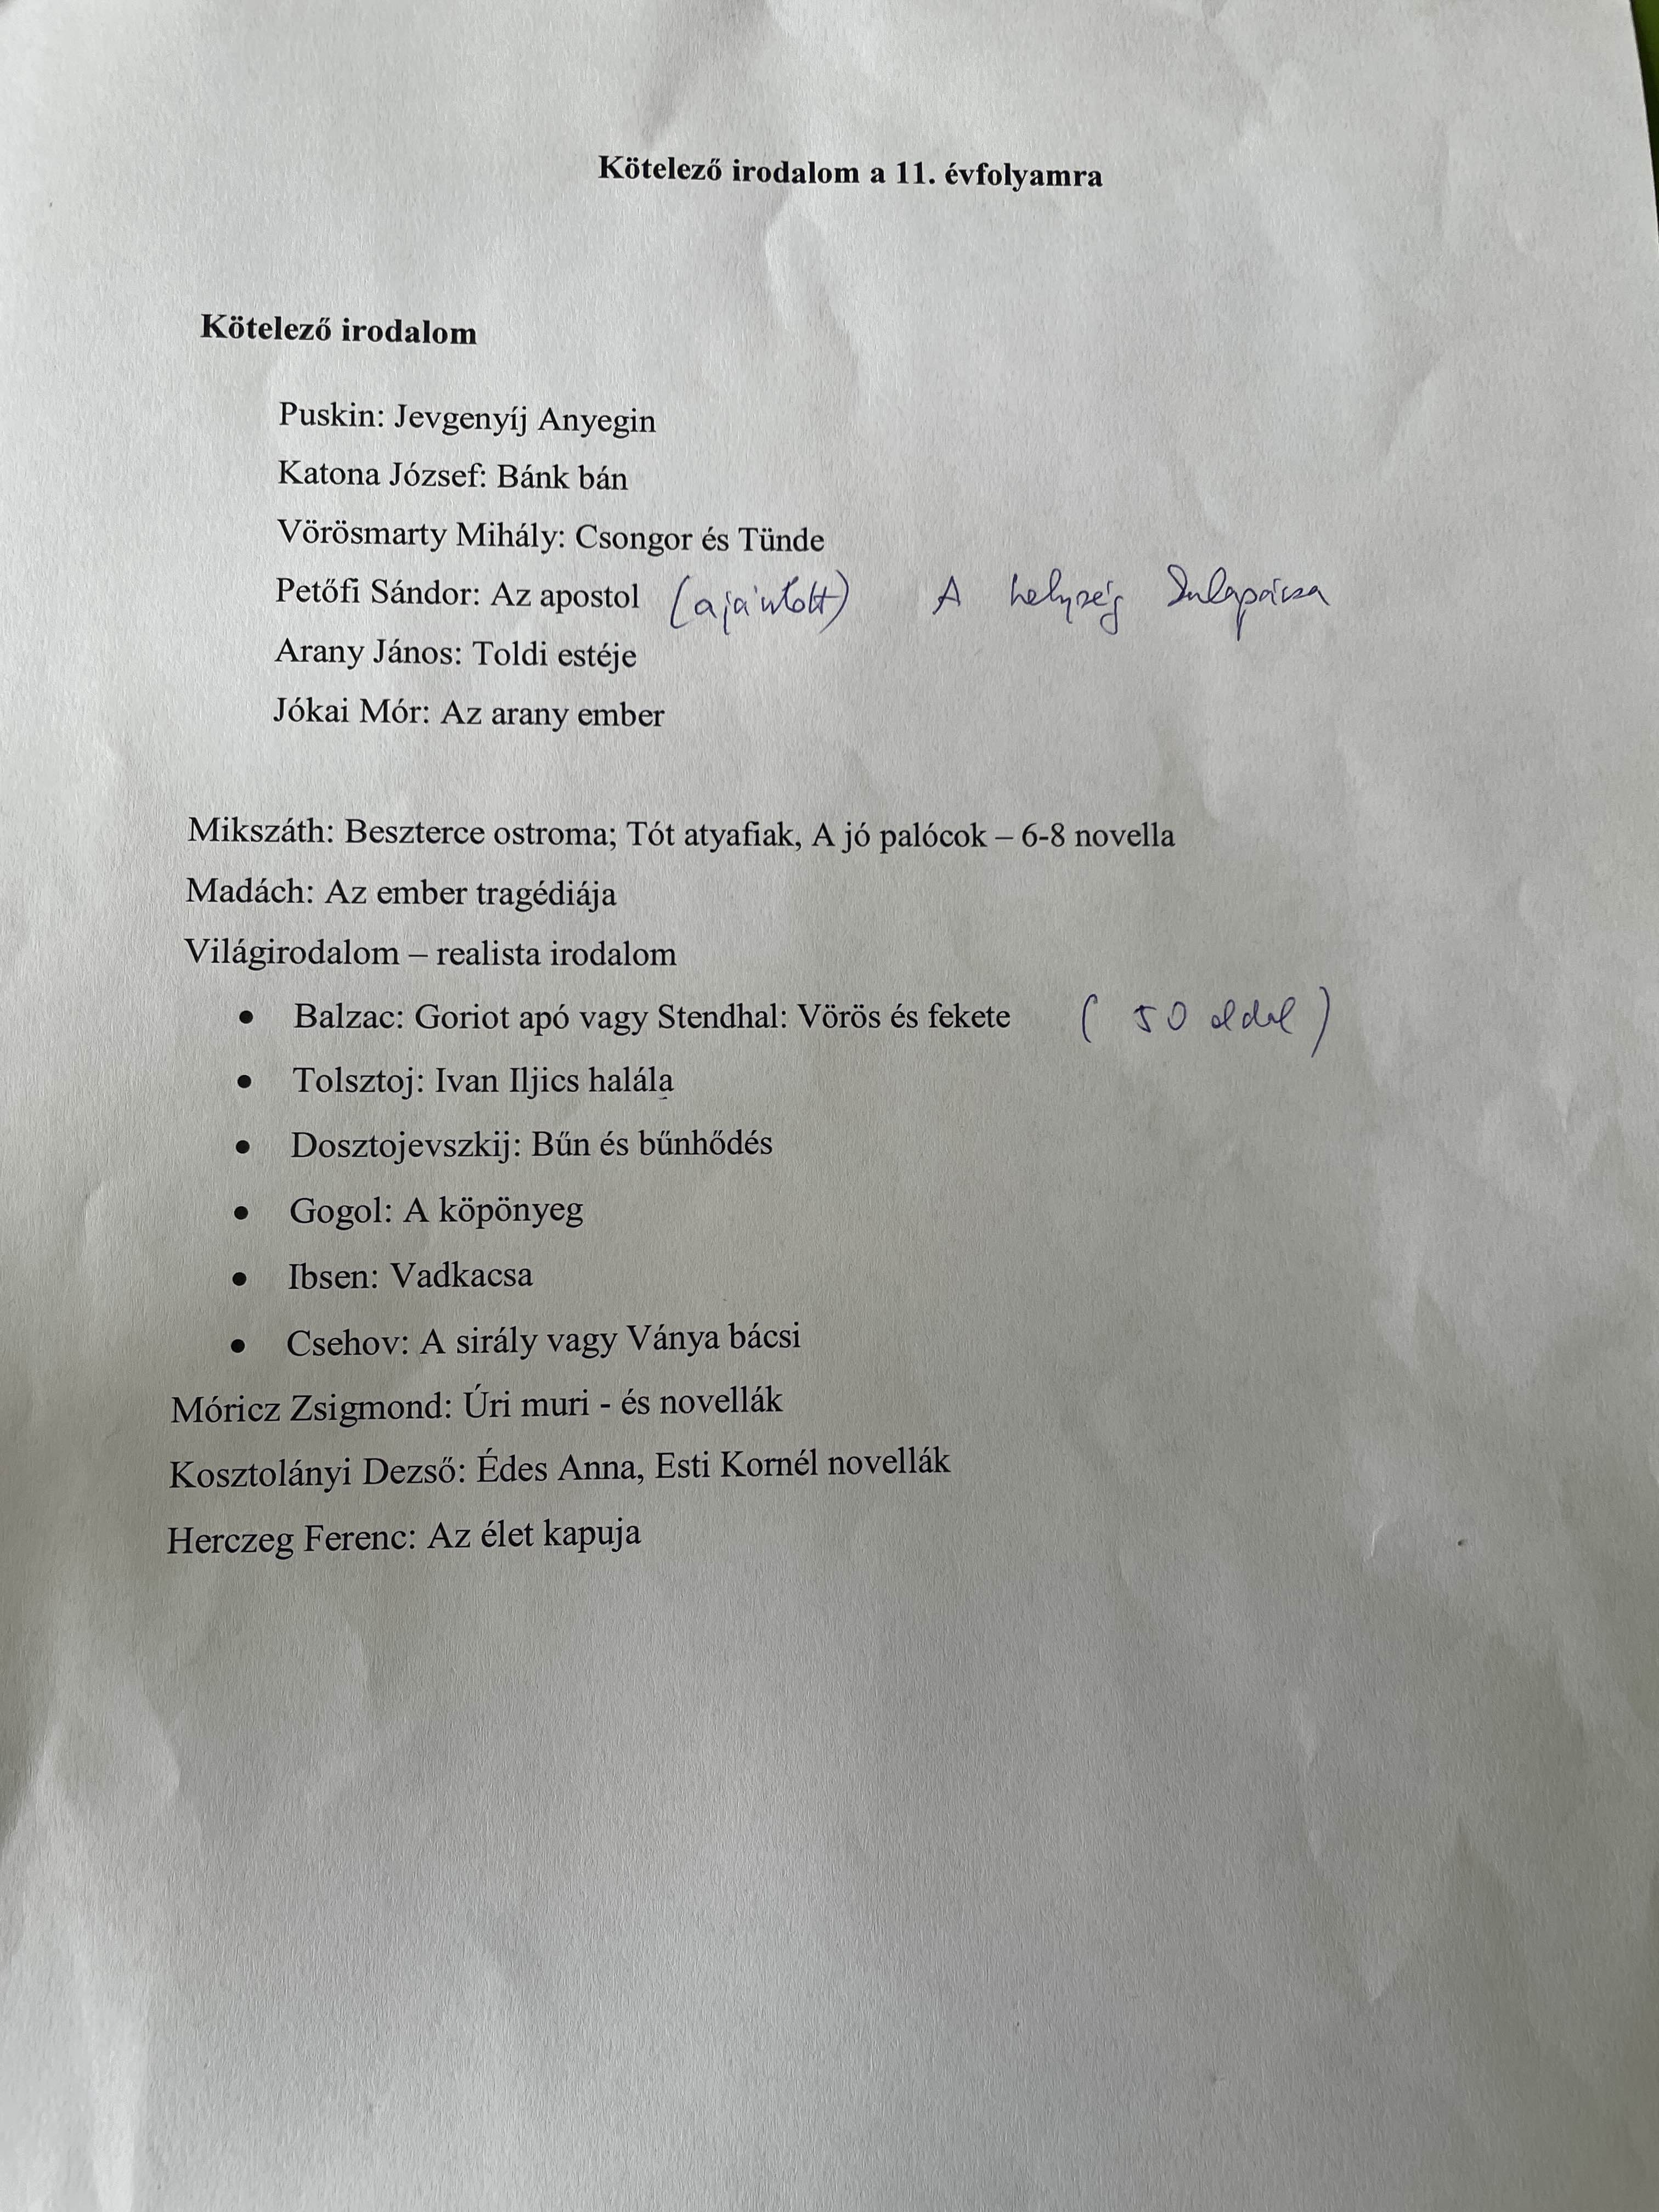 Kötelező irodalom a 11. évfolyamra
Kötelező irodalom
Puskin: Jevgenyíj Anyegin
Katona József: Bánk bán
Vörösmarty Mihály: Csongor és Tünde
Petőfi Sándor: Az apostol (ajánlott) A helység kalapácsa
Arany János: Toldi estéje
Jókai Mór: Az arany ember
Mikszáth: Beszterce ostroma; Tót atyafiak, A jó palócok – 6-8 novella
Madách: Az ember tragédiája
Világirodalom – realista irodalom
• Balzac: Goriot apó vagy Stendhal: Vörös és fekete (50 oldal)
• Tolsztoj: Ivan Iljics halála
• Dosztojevszkij: Bűn és bűnhődés
• Gogol: A köpönyeg
• Ibsen: Vadkacsa
• Csehov: A sirály vagy Ványa bácsi
Móricz Zsigmond: Úri muri - és novellák
Kosztolányi Dezső: Édes Anna, Esti Kornél novellák
Herczeg Ferenc: Az élet kapuja